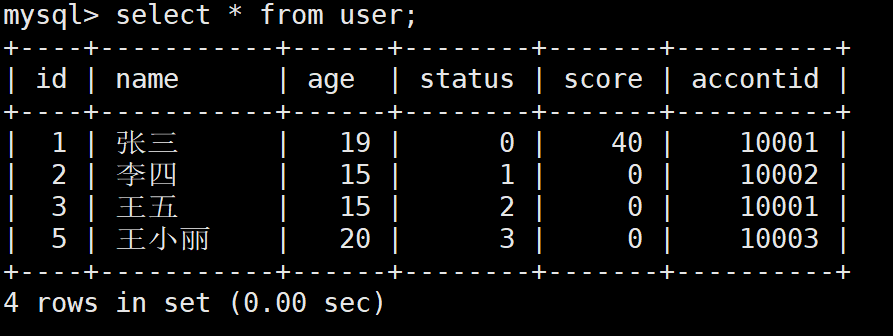 mysql> select * from user;
+----+-----------+------+--------+-------+----------+
| id | name      | age  | status | score | accontid |
+----+-----------+------+--------+-------+----------+
|  1 | 张三      |   19 |      0 |    40 |    10001 |
|  2 | 李四      |   15 |      1 |     0 |    10002 |
|  3 | 王五      |   15 |      2 |     0 |    10001 |
|  5 | 王小丽    |   20 |      3 |     0 |    10003 |
+----+-----------+------+--------+-------+----------+
4 rows in set (0.00 sec)